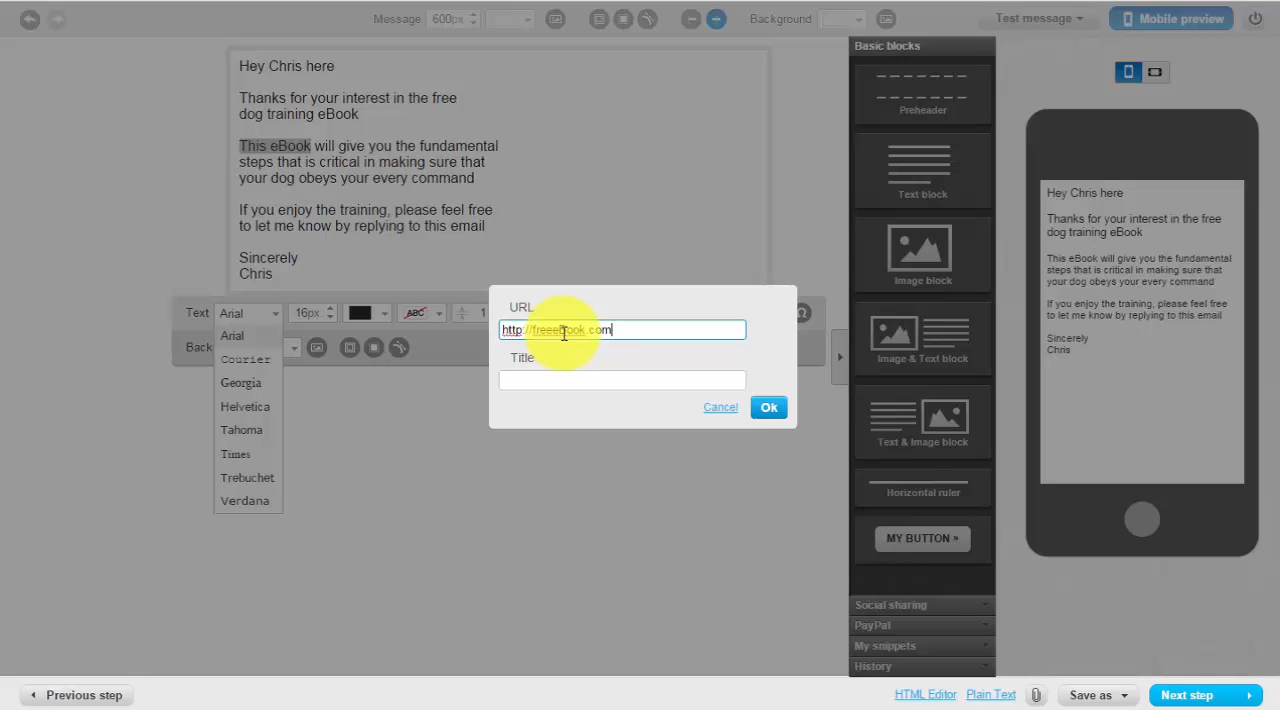 Message 600px
Background
Test message
Mobile preview
Hey Chris here
Thanks for your interest in the free
dog training eBook
This eBook will give you the fundamental
steps that is critical in making sure that
your dog obeys your every command
If you enjoy the training, please feel free
to let me know by replying to this email
Sincerely
Chris
Text Arial 16px ABC 1 Ω
Back
Arial
Courier
Georgia
Helvetica
Tahoma
Times
Trebuchet
Verdana
URL
http://freeebook.com
Title
Cancel Ok
Basic blocks
Preheader
Text block
Image block
Image & Text block
Text & Image block
Horizontal ruler
MY BUTTON »
Social sharing
PayPal
My snippets
History
Hey Chris here
Thanks for your interest in the free
dog training eBook
This eBook will give you the fundamental
steps that is critical in making sure that
your dog obeys your every command
If you enjoy the training, please feel free
to let me know by replying to this email
Sincerely
Chris
Previous step
HTML Editor Plain Text Save as Next step